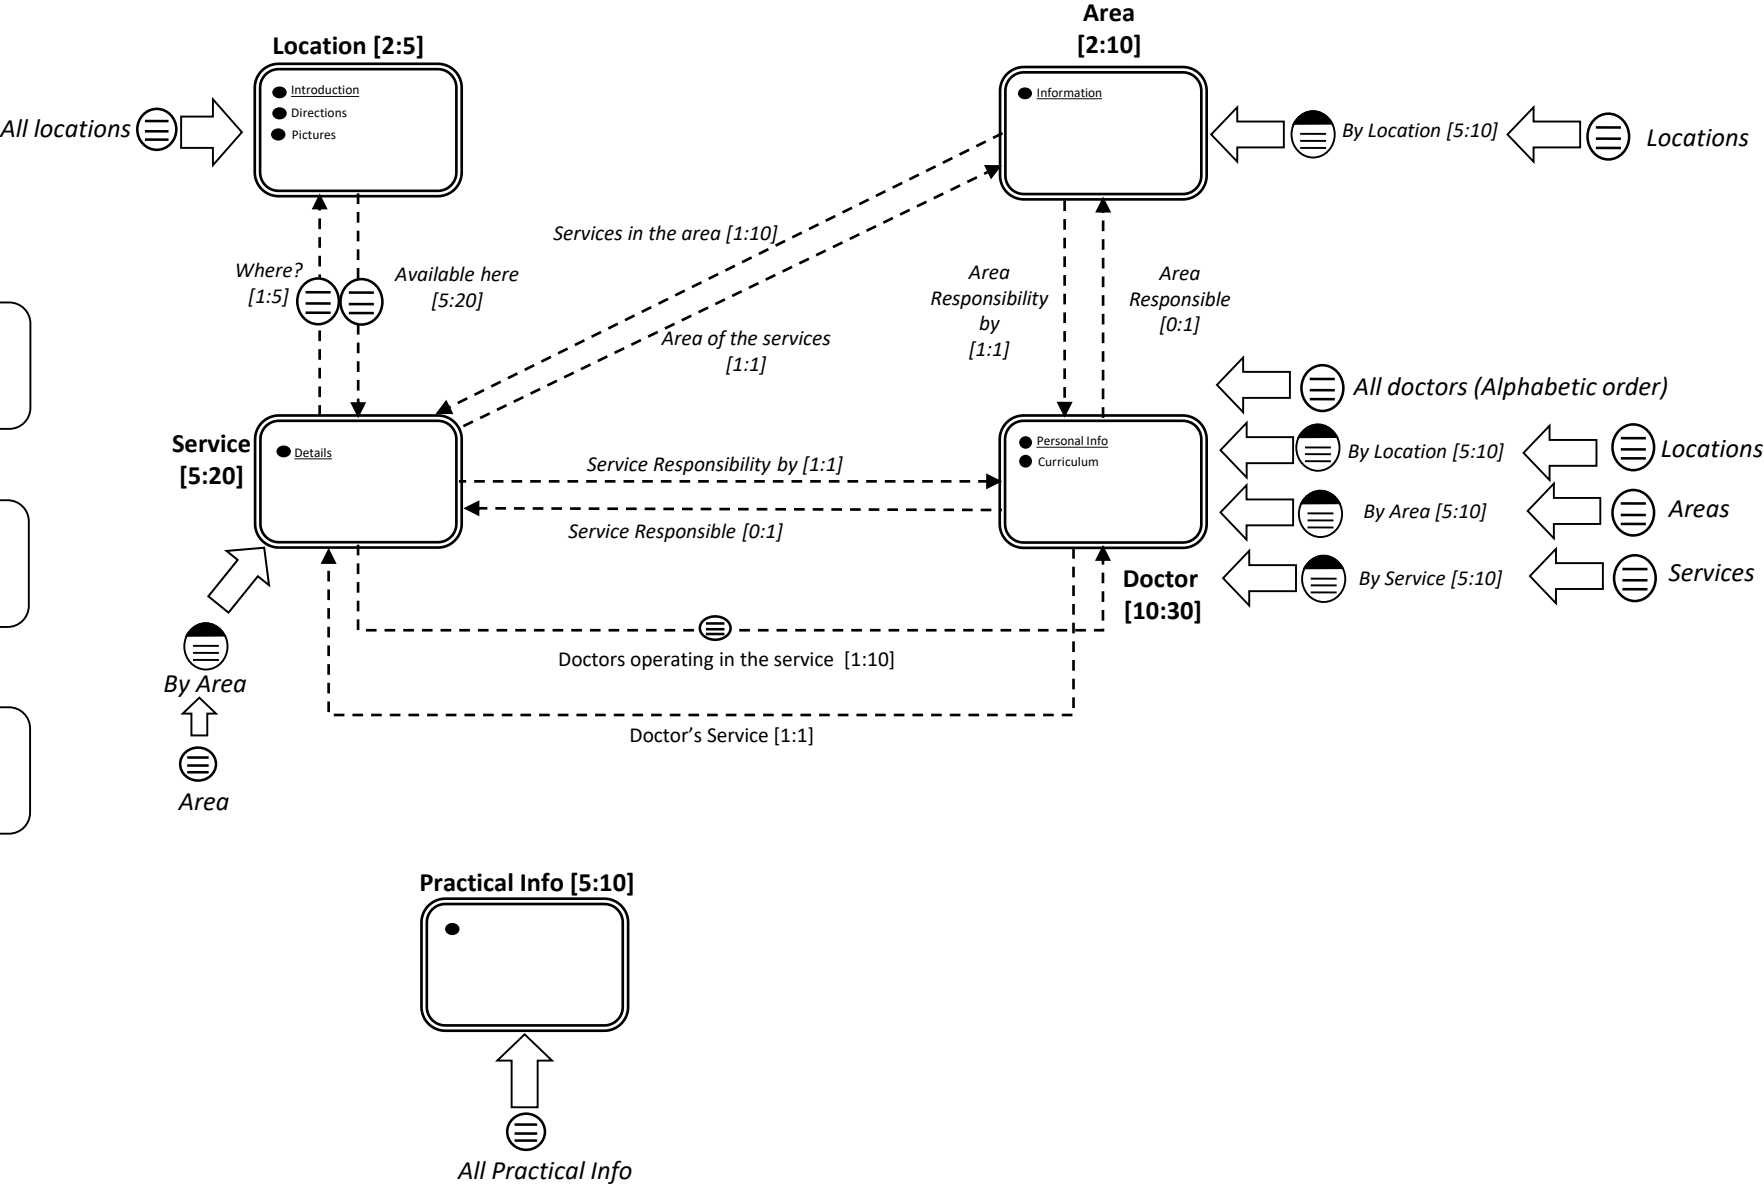 Area
[2:10]
Location [2:5]
Introduction
Directions
Pictures
All locations
Information
By Location [5:10]
Locations
Services in the area [1:10]
Where?
[1:5]
Available here
[5:20]
Area
Responsibility
by
[1:1]
Area
Responsible
[0:1]
Area of the services
[1:1]
All doctors (Alphabetic order)
Service
[5:20]
Details
Service Responsibility by [1:1]
Service Responsible [0:1]
Personal Info
Curriculum
By Location [5:10]
Locations
By Area [5:10]
Areas
By Service [5:10]
Services
Doctor
[10:30]
Doctors operating in the service [1:10]
By Area
Doctor’s Service [1:1]
Area
Practical Info [5:10]
All Practical Info